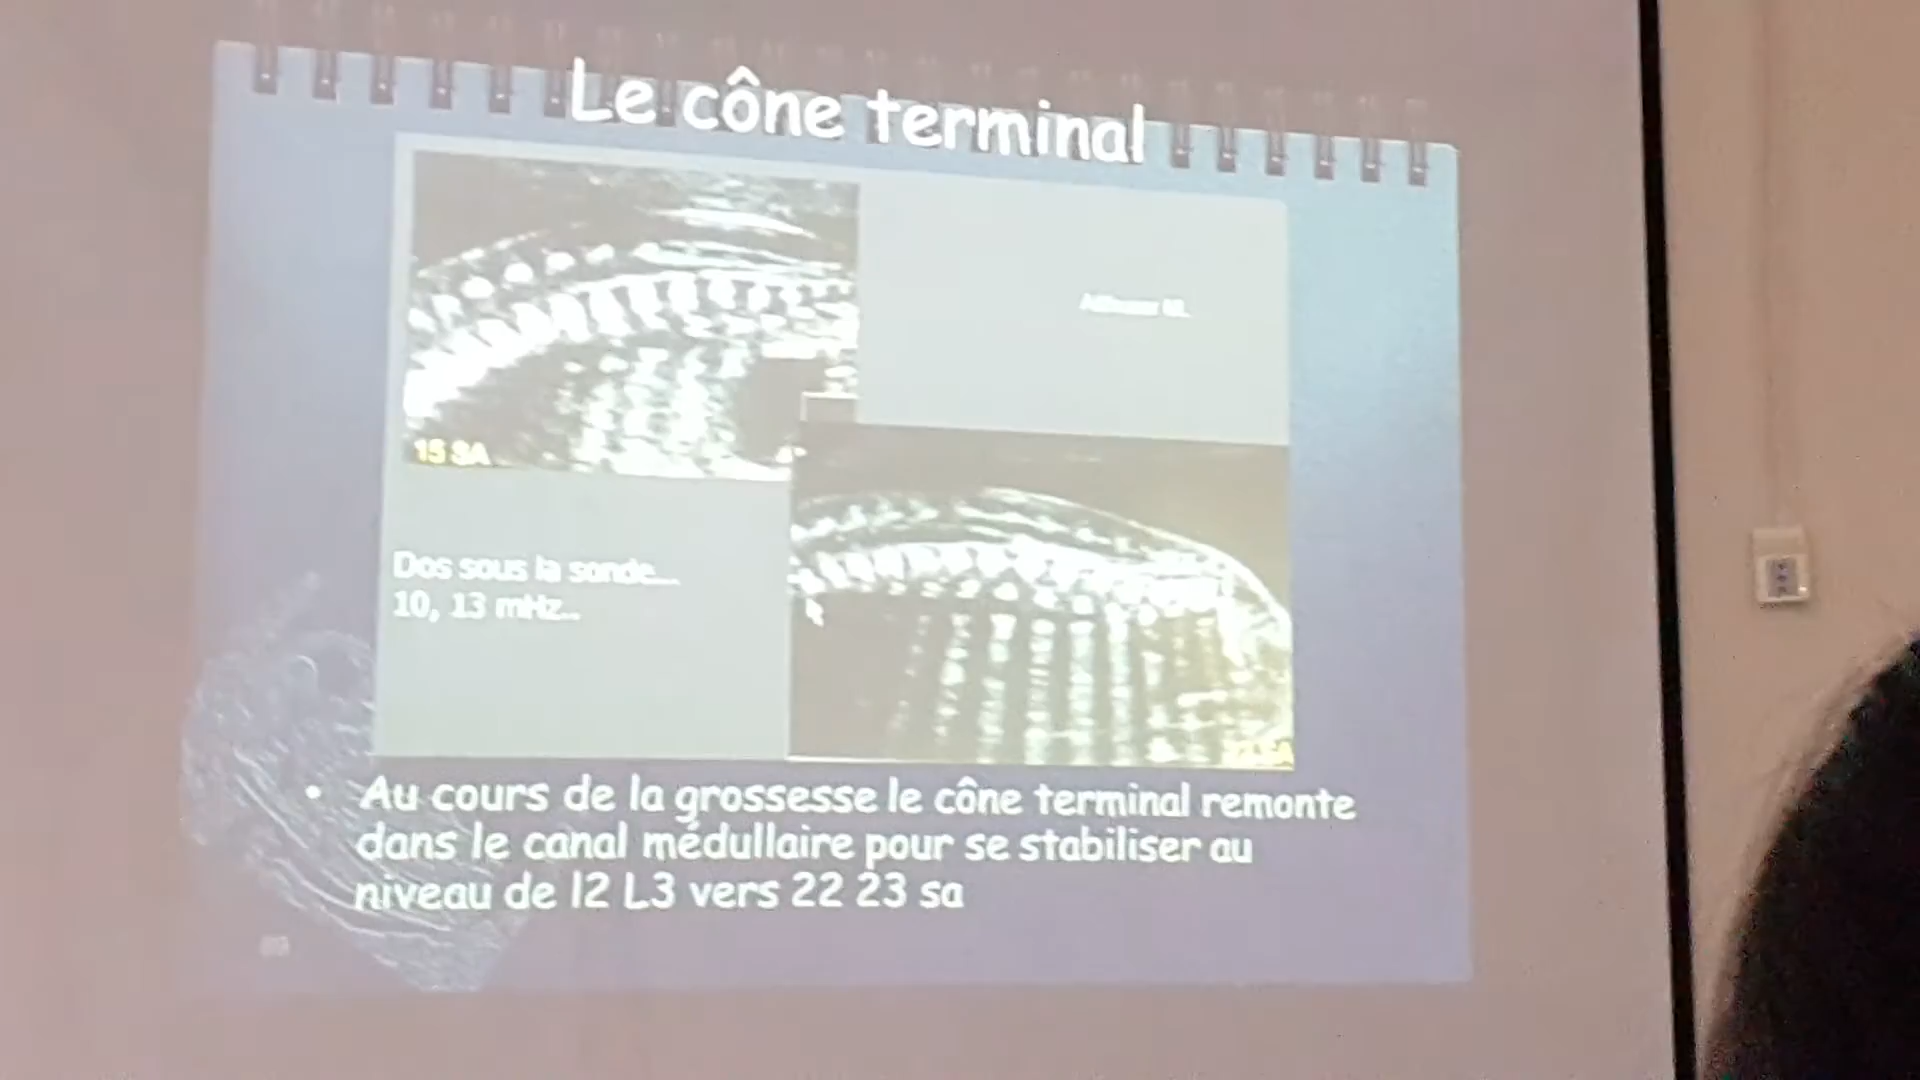 Le cône terminal
15 SA
Dos sous la sonde...
10, 13 mHz...
SA
• Au cours de la grossesse le cône terminal remonte
dans le canal médullaire pour se stabiliser au
niveau de l2 L3 vers 22 23 sa